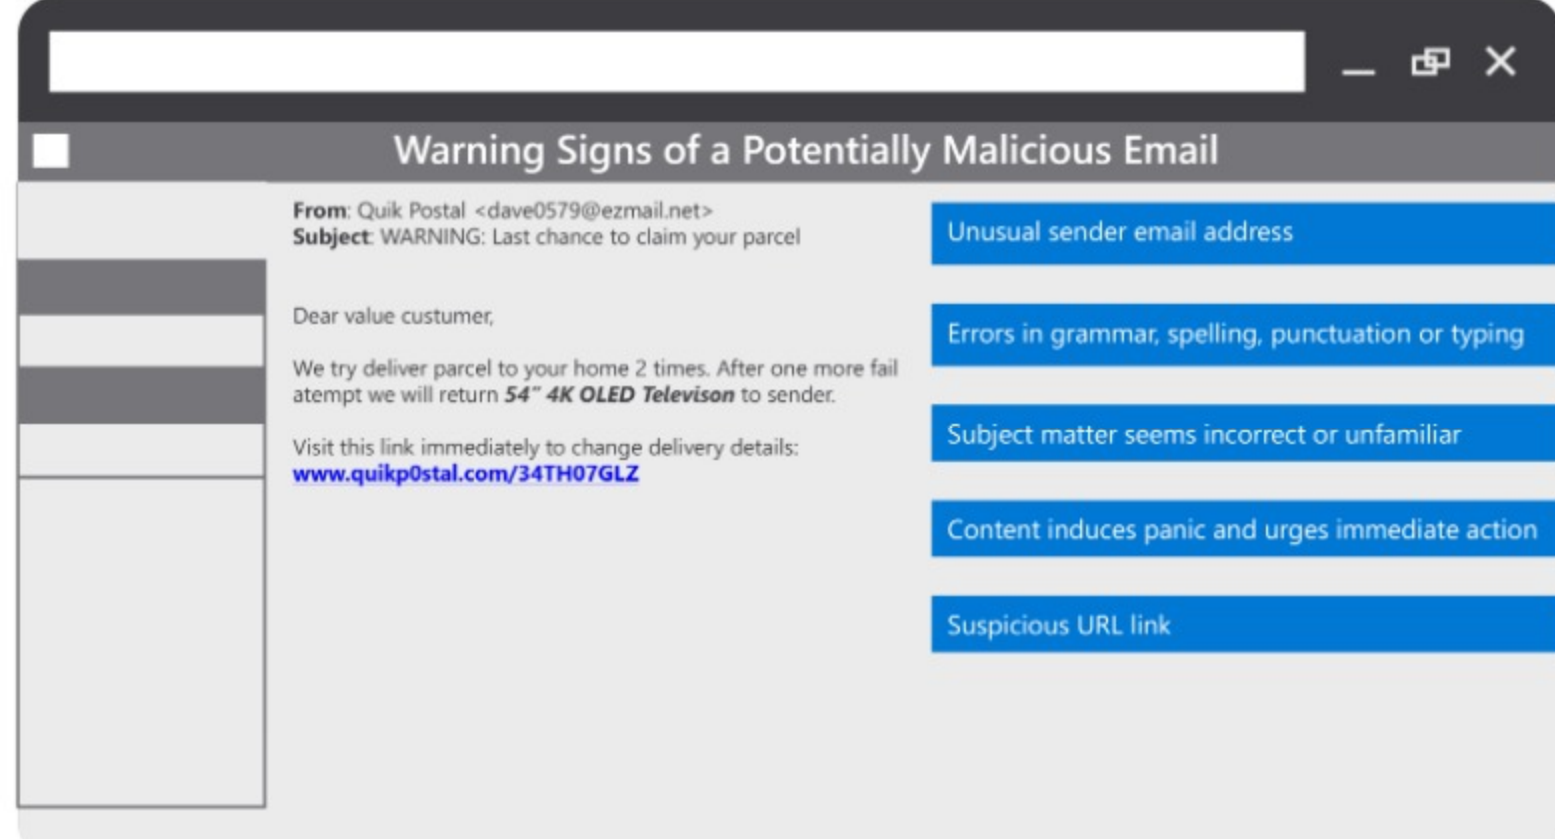 Warning Signs of a Potentially Malicious Email
From: Quik Postal <dave0579@ezmail.net>
Subject: WARNING: Last chance to claim your parcel
Dear value custumer,
We try deliver parcel to your home 2 times. After one more fail
atempt we will return 54” 4K OLED Televison to sender.
Visit this link immediately to change delivery details:
www.quikp0stal.com/34TH07GLZ
Unusual sender email address
Errors in grammar, spelling, punctuation or typing
Subject matter seems incorrect or unfamiliar
Content induces panic and urges immediate action
Suspicious URL link